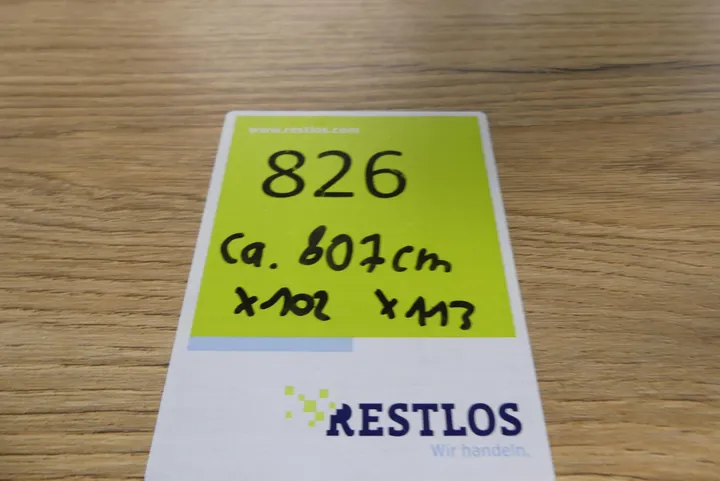 www.restlos.com
826
ca. 807cm
x102 x113
RESTLOS
Wir handeln.